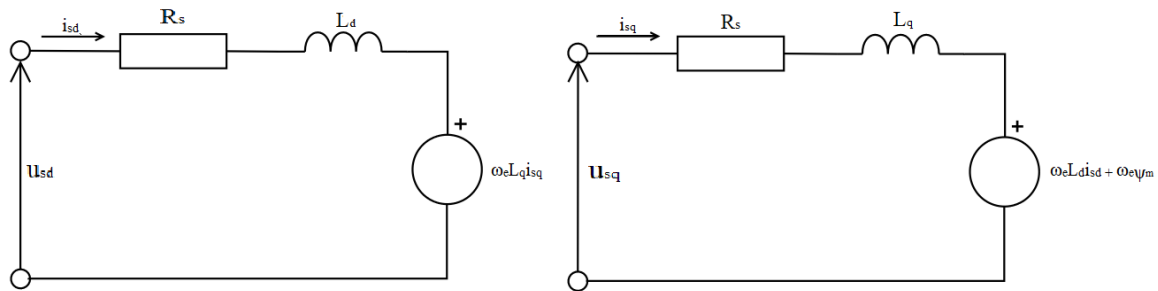 isd
Rs
Ld
+
usd
ωeLqisq
isq
Rs
Lq
+
usq
ωeLdisd + ωeψm